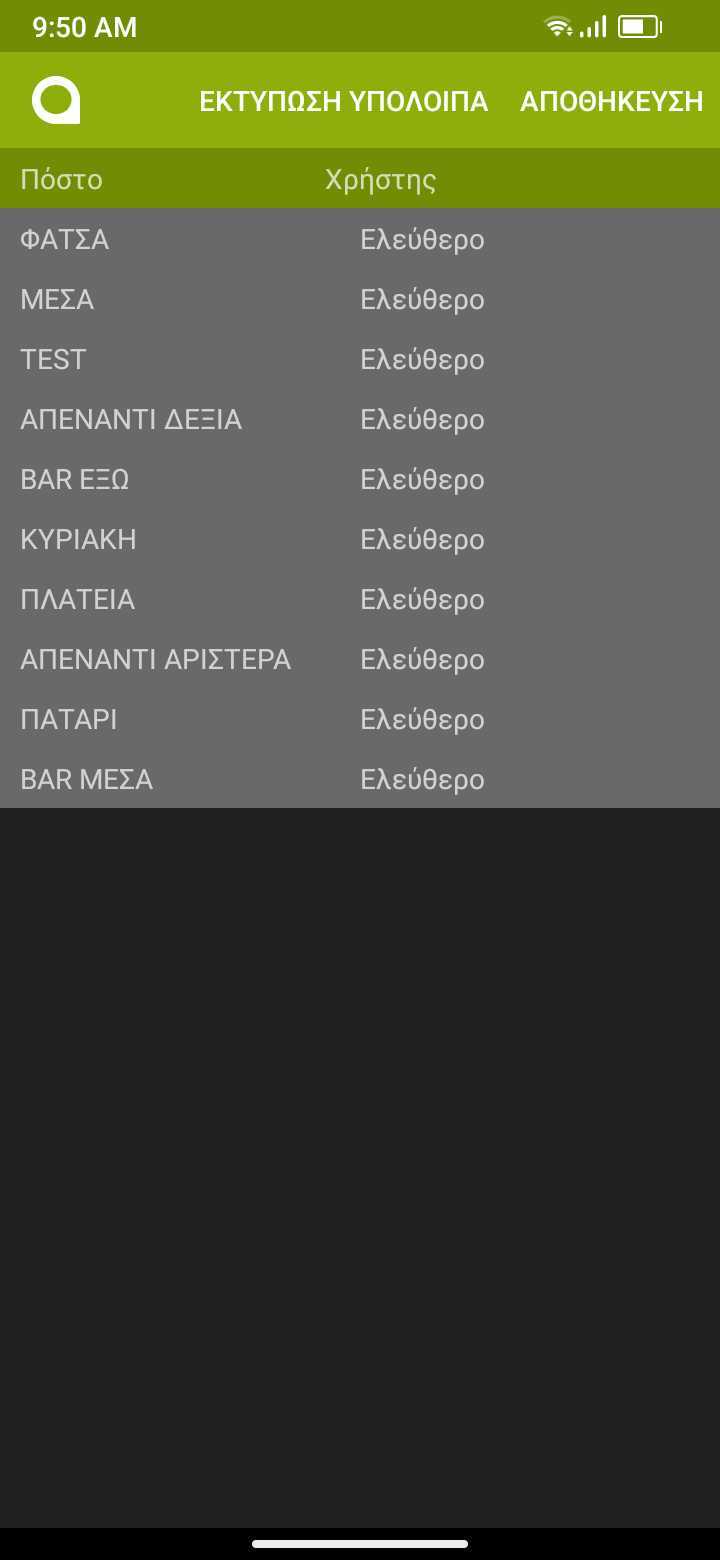 9:50 AM
ΕΚΤΥΠΩΣΗ ΥΠΟΛΟΙΠΑ ΑΠΟΘΗΚΕΥΣΗ
Πόστο Χρήστης
ΦΑΤΣΑ Ελεύθερο
ΜΕΣΑ Ελεύθερο
TEST Ελεύθερο
ΑΠΕΝΑΝΤΙ ΔΕΞΙΑ Ελεύθερο
BAR ΕΞΩ Ελεύθερο
ΚΥΡΙΑΚΗ Ελεύθερο
ΠΛΑΤΕΙΑ Ελεύθερο
ΑΠΕΝΑΝΤΙ ΑΡΙΣΤΕΡΑ Ελεύθερο
ΠΑΤΑΡΙ Ελεύθερο
BAR ΜΕΣΑ Ελεύθερο